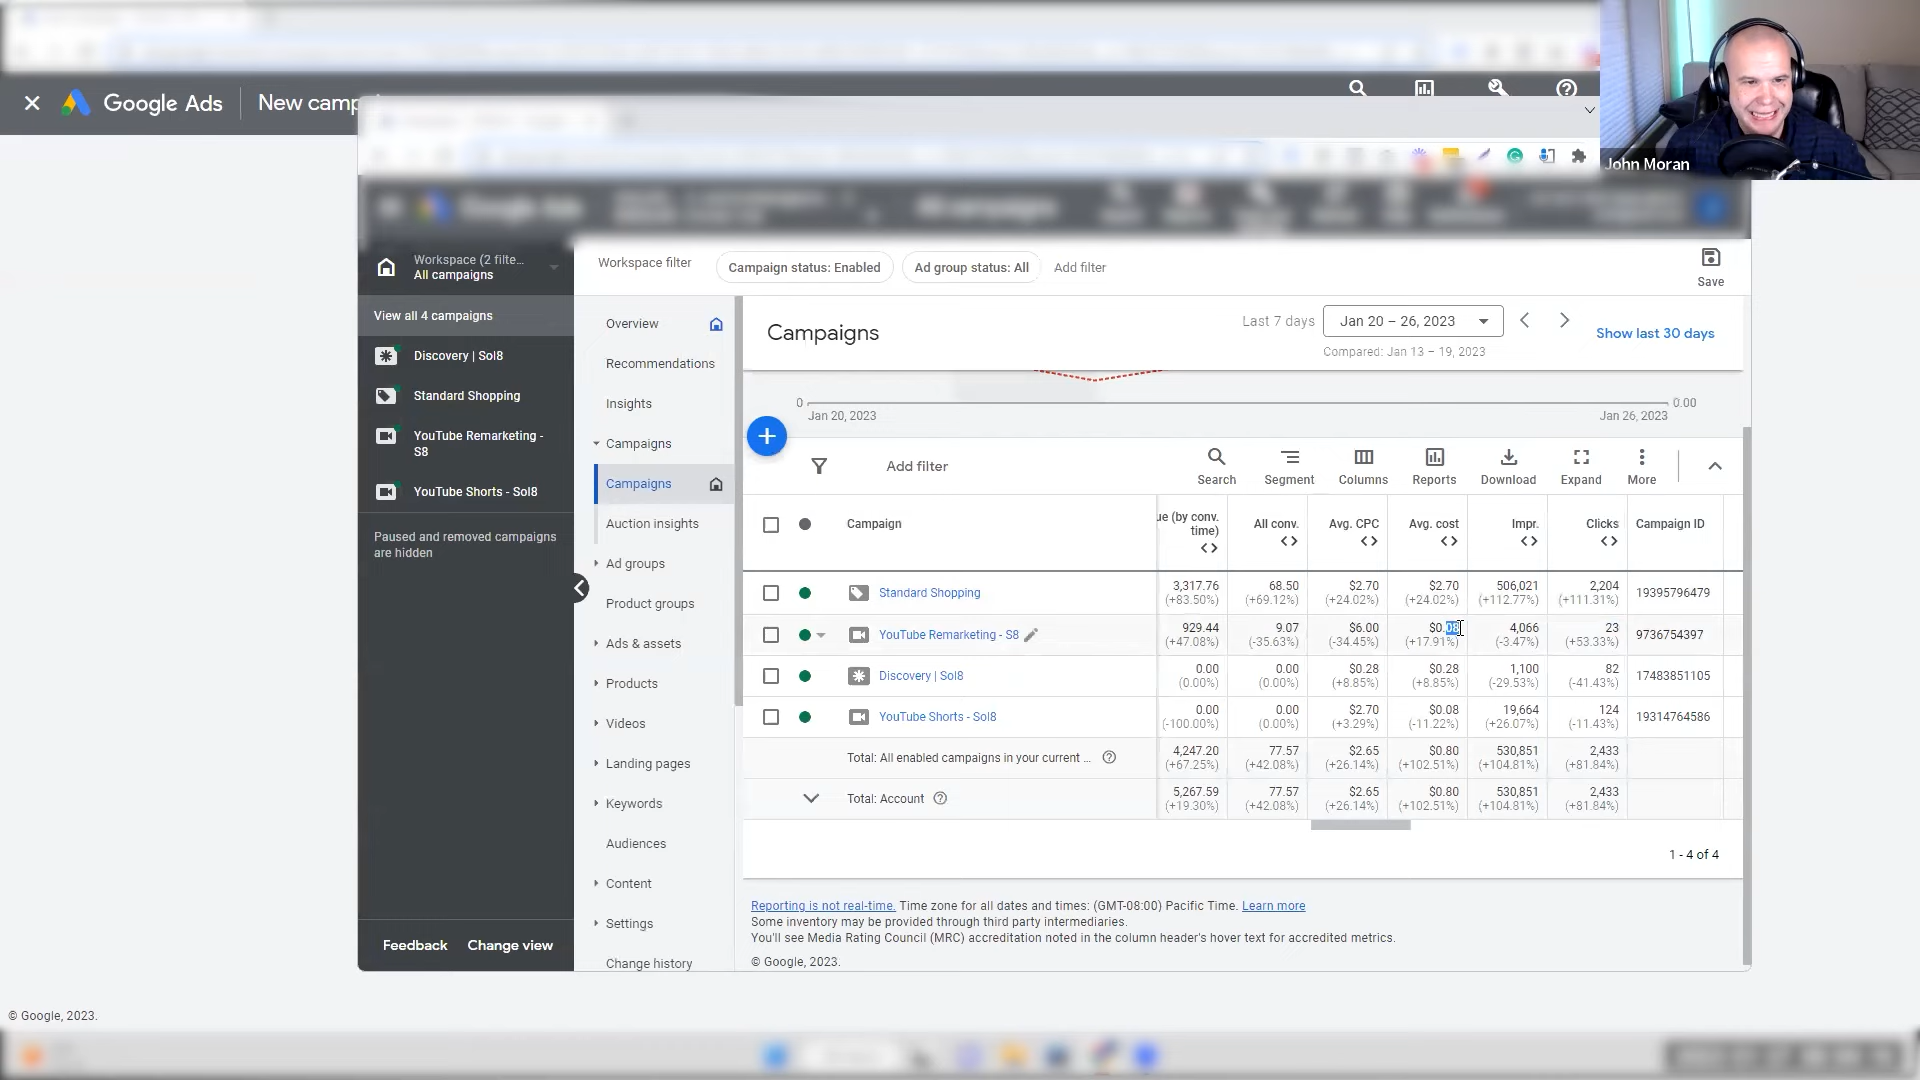 Google Ads
New camp
John Moran
Workspace (2 filte...
All campaigns
View all 4 campaigns
Discovery | Sol8
Standard Shopping
YouTube Remarketing -
S8
YouTube Shorts - Sol8
Paused and removed campaigns
are hidden
Feedback
Change view
Workspace filter
Campaign status: Enabled
Ad group status: All
Add filter
Save
Overview
Recommendations
Insights
Campaigns
Campaigns
Auction insights
Ad groups
Product groups
Ads & assets
Products
Videos
Landing pages
Keywords
Audiences
Content
Settings
Change history
Campaigns
Last 7 days
Jan 20 – 26, 2023
Compared: Jan 13 – 19, 2023
Show last 30 days
0
0.00
Jan 20, 2023
Jan 26, 2023
Add filter
Search
Segment
Columns
Reports
Download
Expand
More
Campaign
ue (by conv.
time)
All conv.
Avg. CPC
Avg. cost
Impr.
Clicks
Campaign ID
Standard Shopping
3,317.76
(+83.50%)
68.50
(+69.12%)
$2.70
(+24.02%)
$2.70
(+24.02%)
506,021
(+112.77%)
2,204
(+111.31%)
19395796479
YouTube Remarketing - S8
929.44
(+47.08%)
9.07
(-35.63%)
$6.00
(-34.45%)
$0.08
(+17.91%)
4,066
(-3.47%)
23
(+53.33%)
9736754397
Discovery | Sol8
0.00
(0.00%)
0.00
(0.00%)
$0.28
(+8.85%)
$0.28
(+8.85%)
1,100
(-29.53%)
82
(-41.43%)
17483851105
YouTube Shorts - Sol8
0.00
(-100.00%)
0.00
(0.00%)
$2.70
(+3.29%)
$0.08
(-11.22%)
19,664
(+26.07%)
124
(-11.43%)
19314764586
Total: All enabled campaigns in your current ...
4,247.20
(+67.25%)
77.57
(+42.08%)
$2.65
(+26.14%)
$0.80
(+102.51%)
530,851
(+104.81%)
2,433
(+81.84%)
Total: Account
5,267.59
(+19.30%)
77.57
(+42.08%)
$2.65
(+26.14%)
$0.80
(+102.51%)
530,851
(+104.81%)
2,433
(+81.84%)
1 - 4 of 4
Reporting is not real-time. Time zone for all dates and times: (GMT-08:00) Pacific Time. Learn more
Some inventory may be provided through third party intermediaries.
You'll see Media Rating Council (MRC) accreditation noted in the column header's hover text for accredited metrics.
© Google, 2023.
© Google, 2023.